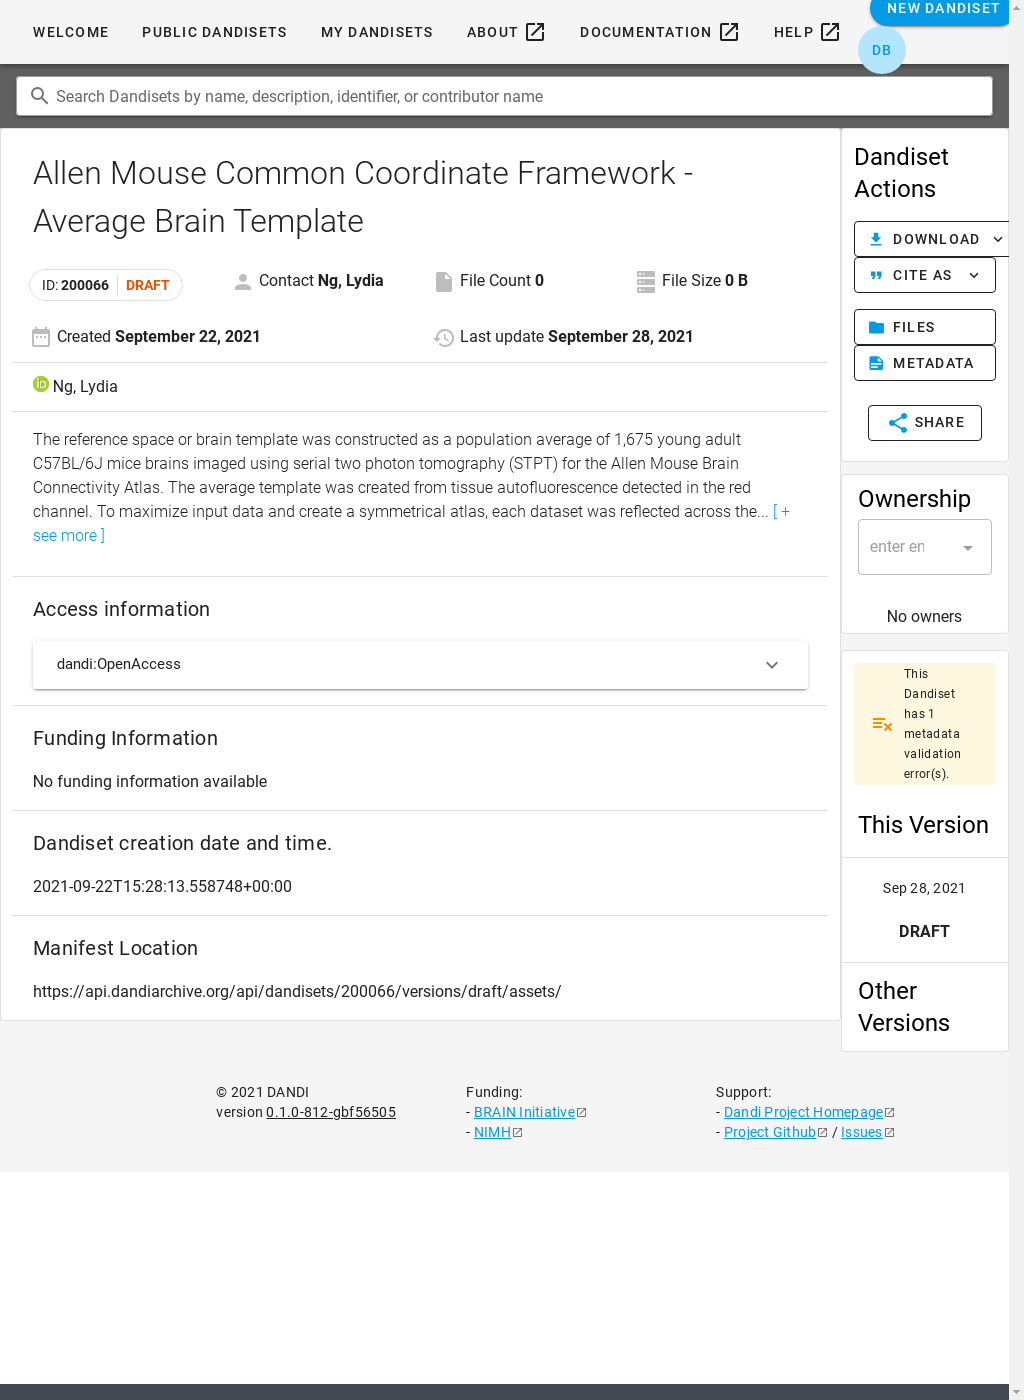 WELCOME PUBLIC DANDISETS MY DANDISETS ABOUT DOCUMENTATION HELP NEW DANDISET
DB
Search Dandisets by name, description, identifier, or contributor name
Allen Mouse Common Coordinate Framework -
Average Brain Template
ID: 200066 DRAFT
Contact Ng, Lydia
File Count 0
File Size 0 B
Created September 22, 2021
Last update September 28, 2021
Ng, Lydia
The reference space or brain template was constructed as a population average of 1,675 young adult
C57BL/6J mice brains imaged using serial two photon tomography (STPT) for the Allen Mouse Brain
Connectivity Atlas. The average template was created from tissue autofluorescence detected in the red
channel. To maximize input data and create a symmetrical atlas, each dataset was reflected across the... [ +
see more ]
Access information
dandi:OpenAccess
Funding Information
No funding information available
Dandiset creation date and time.
2021-09-22T15:28:13.558748+00:00
Manifest Location
https://api.dandiarchive.org/api/dandisets/200066/versions/draft/assets/
Dandiset
Actions
DOWNLOAD
CITE AS
FILES
METADATA
SHARE
Ownership
enter en
No owners
This
Dandiset
has 1
metadata
validation
error(s).
This Version
Sep 28, 2021
DRAFT
Other
Versions
© 2021 DANDI
version 0.1.0-812-gbf56505
Funding:
- BRAIN Initiative
- NIMH
Support:
- Dandi Project Homepage
- Project Github / Issues